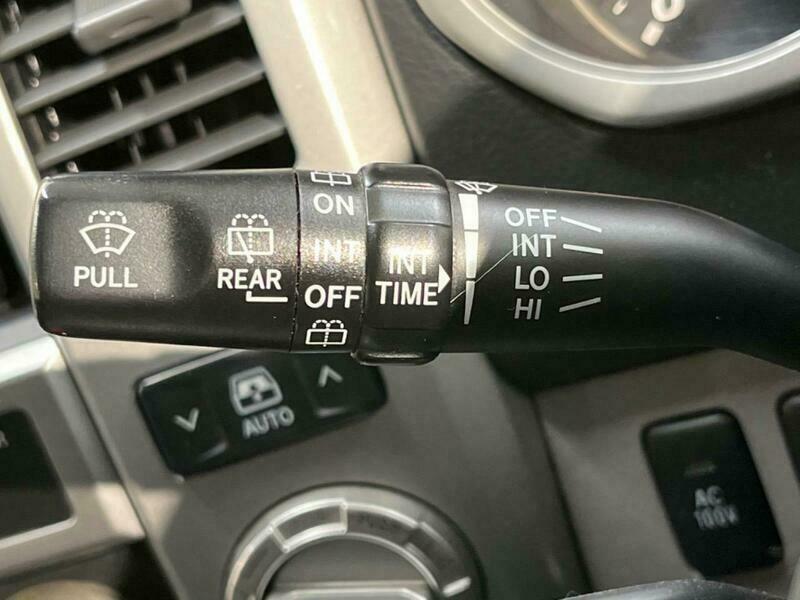 PULL
REAR
ON
INT
OFF
INT
TIME
OFF
INT
LO
HI
AUTO
AC
100V